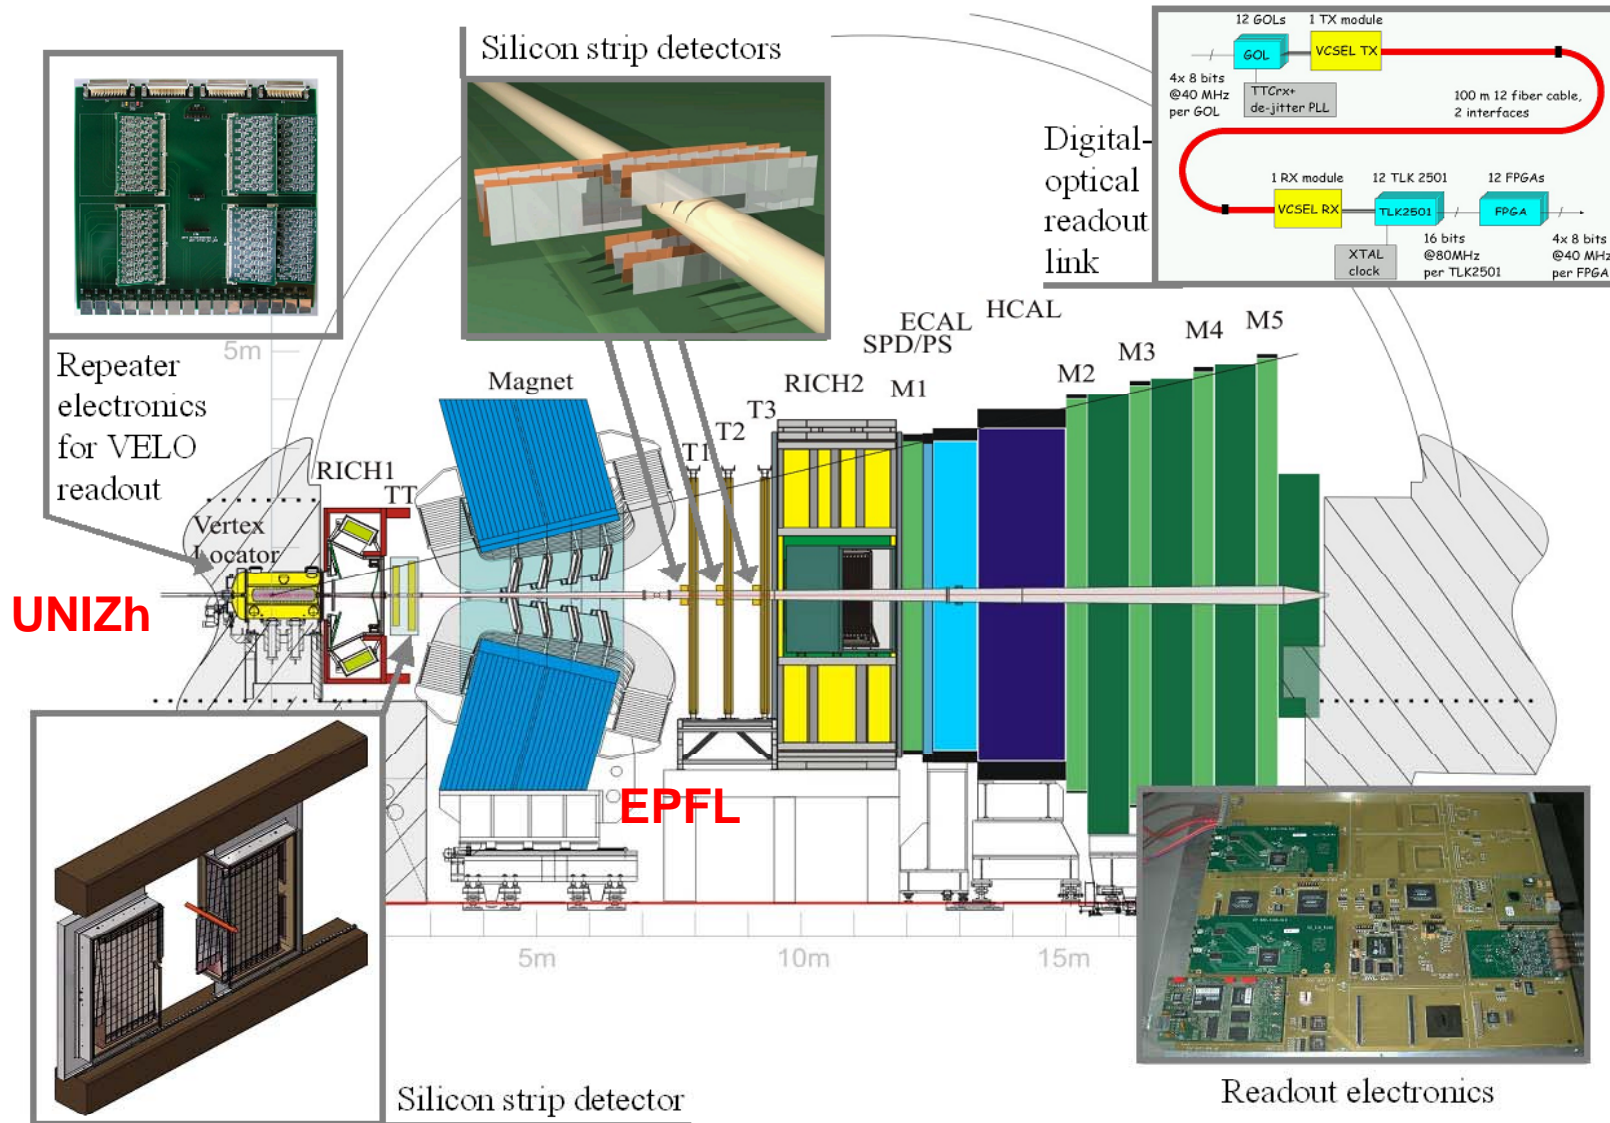 Silicon strip detectors
12 GOLs
1 TX module
GOL
VCSEL TX
4x 8 bits
@40 MHz
per GOL
TTCrx+
de-jitter PLL
100 m 12 fiber cable,
2 interfaces
Digital-
optical
readout
link
1 RX module
12 TLK 2501
12 FPGAs
VCSEL RX
TLK2501
FPGA
XTAL
clock
16 bits
@80MHz
per TLK2501
4x 8 bits
@40 MHz
per FPGA
5m
Repeater
electronics
for VELO
readout
Magnet
SPD/PS
ECAL
HCAL
RICH2
M1
M2
M3
M4
M5
T1
T2
T3
RICH1
TT
Vertex
Locator
UNIZh
EPFL
5m
10m
15m
Silicon strip detector
Readout electronics